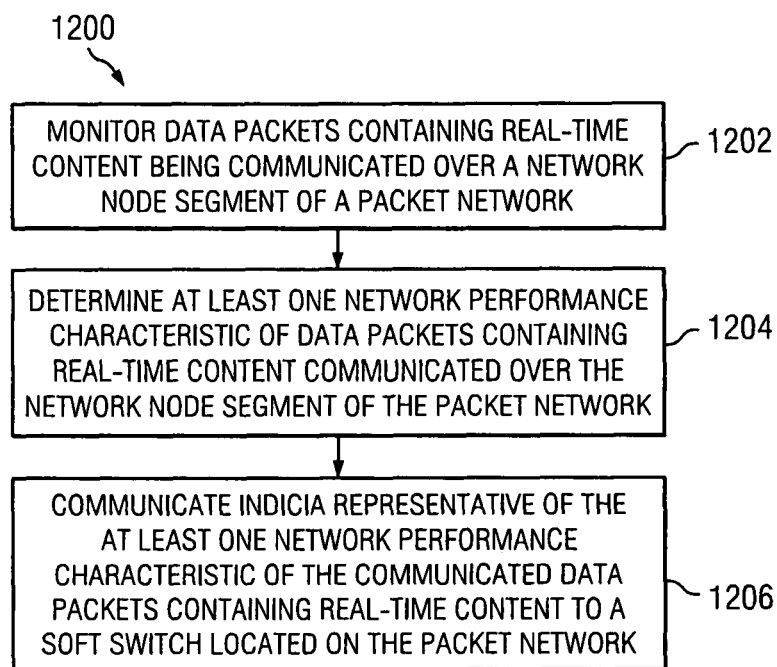 1200
MONITOR DATA PACKETS CONTAINING REAL-TIME
CONTENT BEING COMMUNICATED OVER A NETWORK
NODE SEGMENT OF A PACKET NETWORK
1202
DETERMINE AT LEAST ONE NETWORK PERFORMANCE
CHARACTERISTIC OF DATA PACKETS CONTAINING
REAL-TIME CONTENT COMMUNICATED OVER THE
NETWORK NODE SEGMENT OF THE PACKET NETWORK
1204
COMMUNICATE INDICIA REPRESENTATIVE OF THE
AT LEAST ONE NETWORK PERFORMANCE
CHARACTERISTIC OF THE COMMUNICATED DATA
PACKETS CONTAINING REAL-TIME CONTENT TO A
SOFT SWITCH LOCATED ON THE PACKET NETWORK
1206